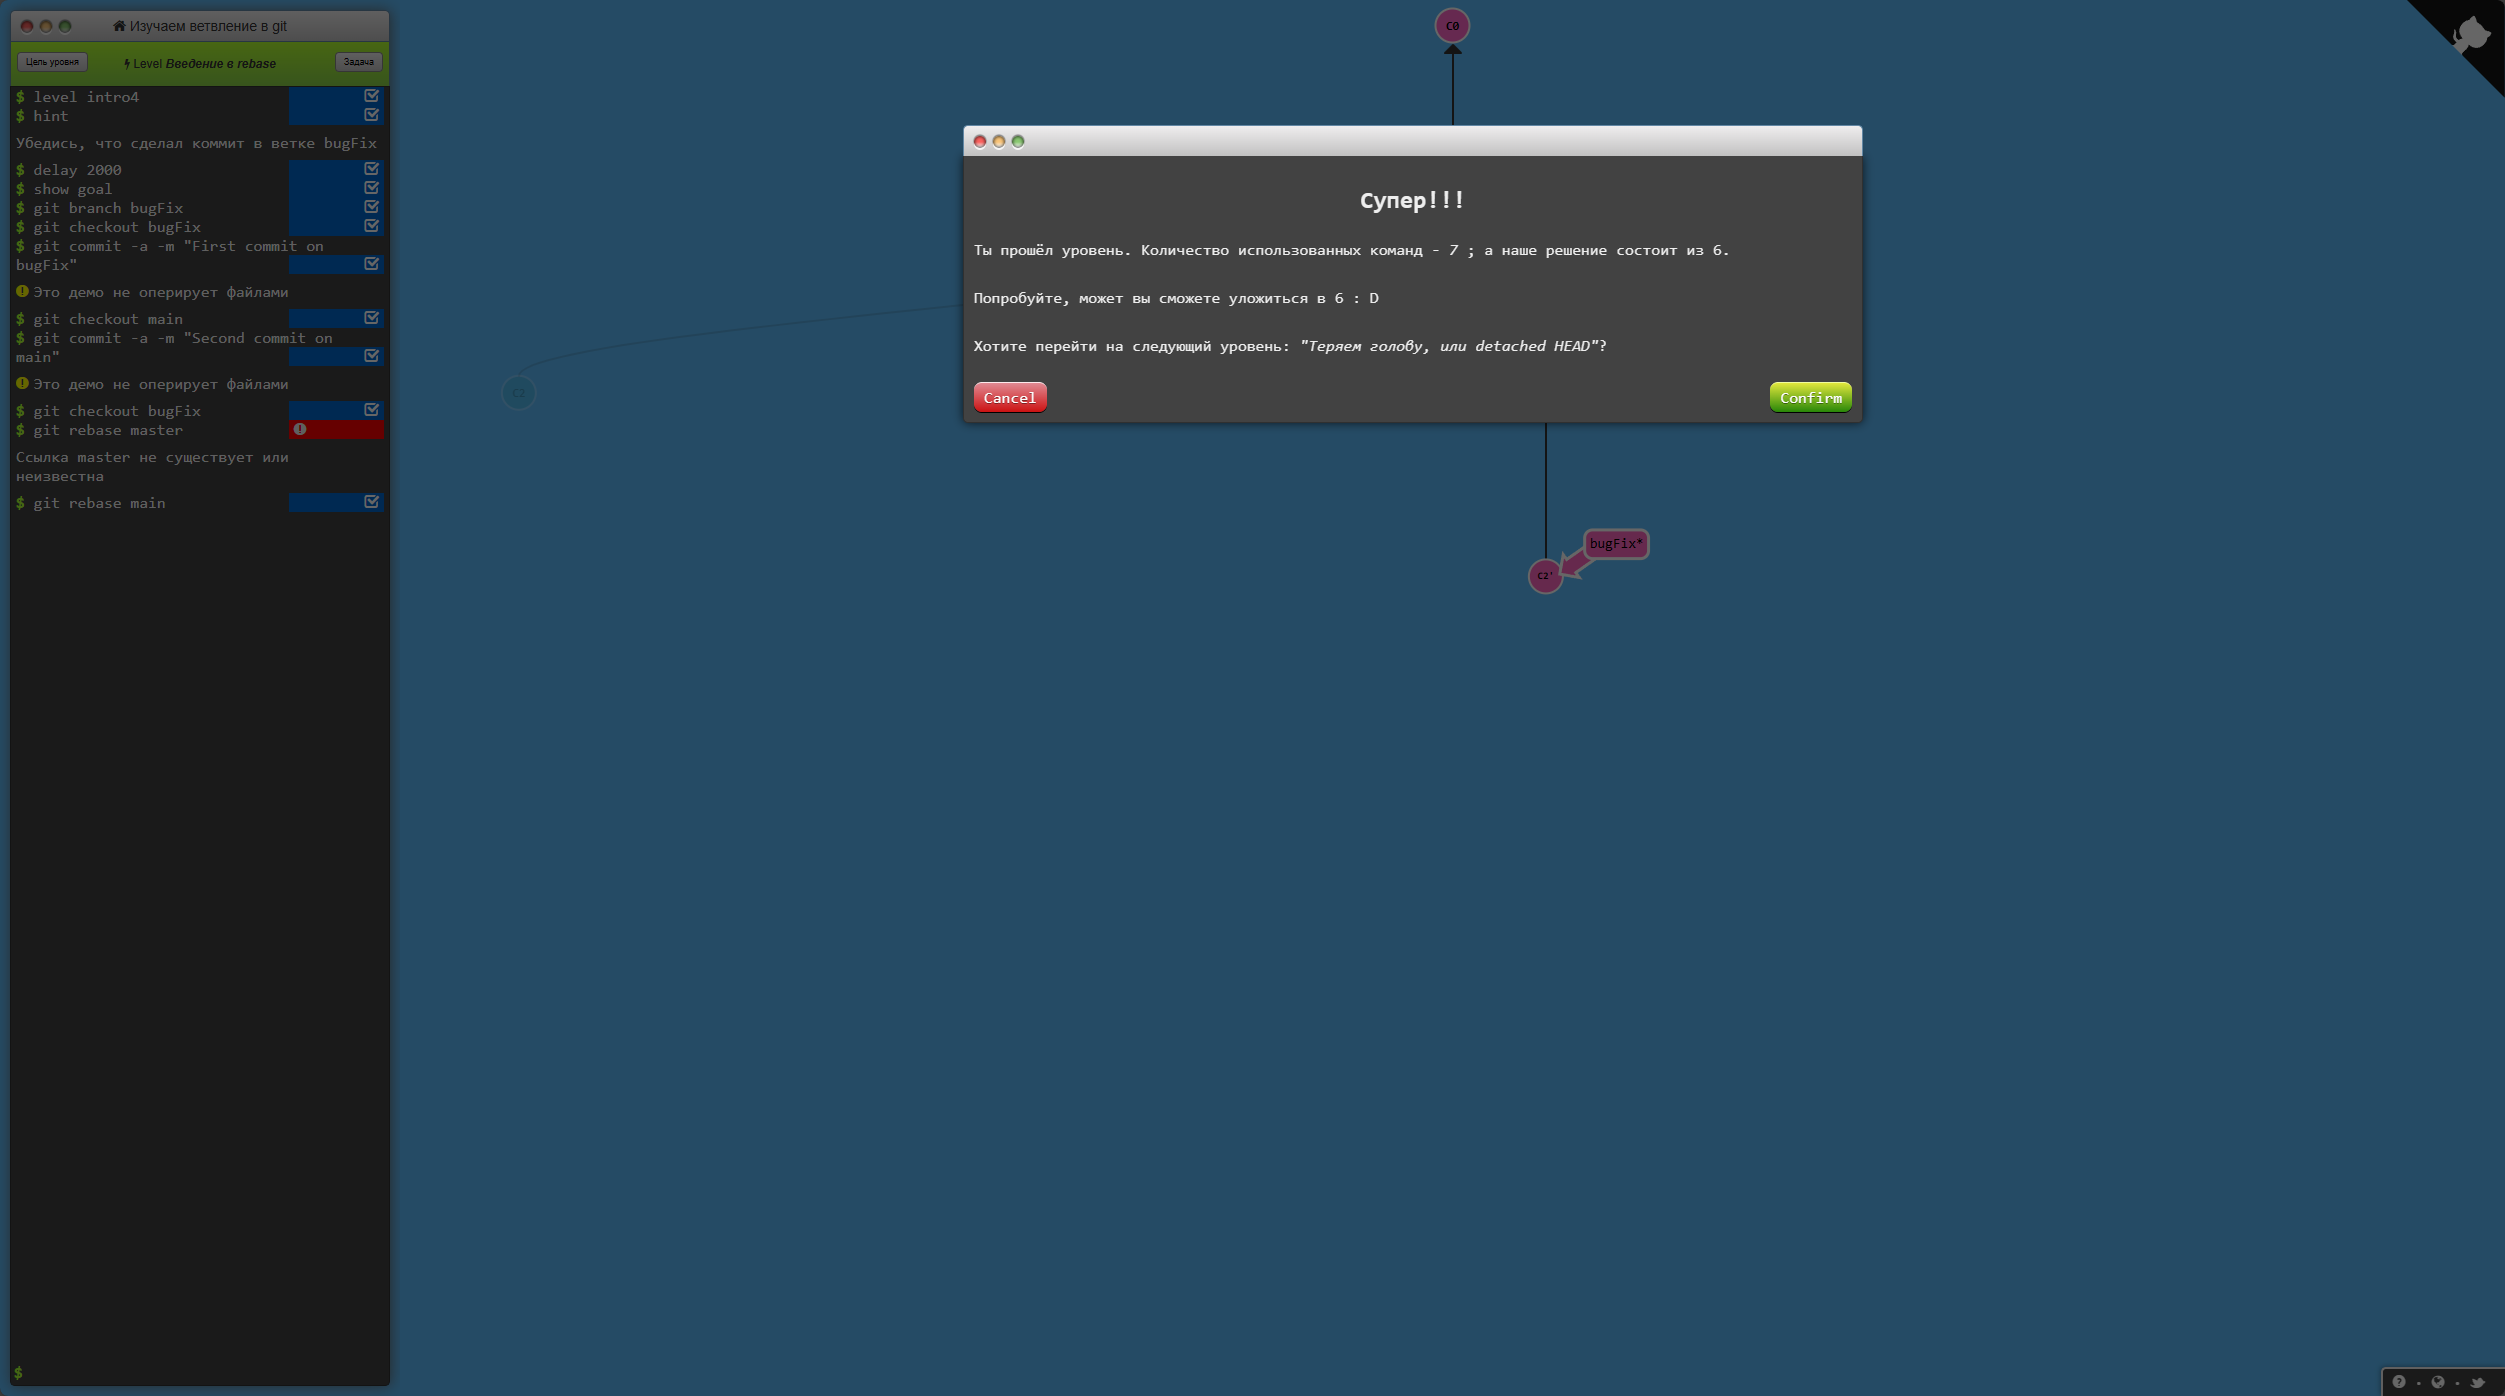 Изучаем ветвление в git
Цель уровня
Level Введение в rebase
Задача
$ level intro4
$ hint
Убедись, что сделал коммит в ветке bugFix
$ delay 2000
$ show goal
$ git branch bugFix
$ git checkout bugFix
$ git commit -a -m "First commit on
bugFix"
Это демо не оперирует файлами
$ git checkout main
$ git commit -a -m "Second commit on
main"
Это демо не оперирует файлами
$ git checkout bugFix
$ git rebase master
Ссылка master не существует или
неизвестна
$ git rebase main
$
C0
Супер!!!
Ты прошёл уровень. Количество использованных команд - 7 ; а наше решение состоит из 6.
Попробуйте, может вы сможете уложиться в 6 : D
Хотите перейти на следующий уровень: "Теряем голову, или detached HEAD"?
Cancel
Confirm
C2
bugFix*
C2'